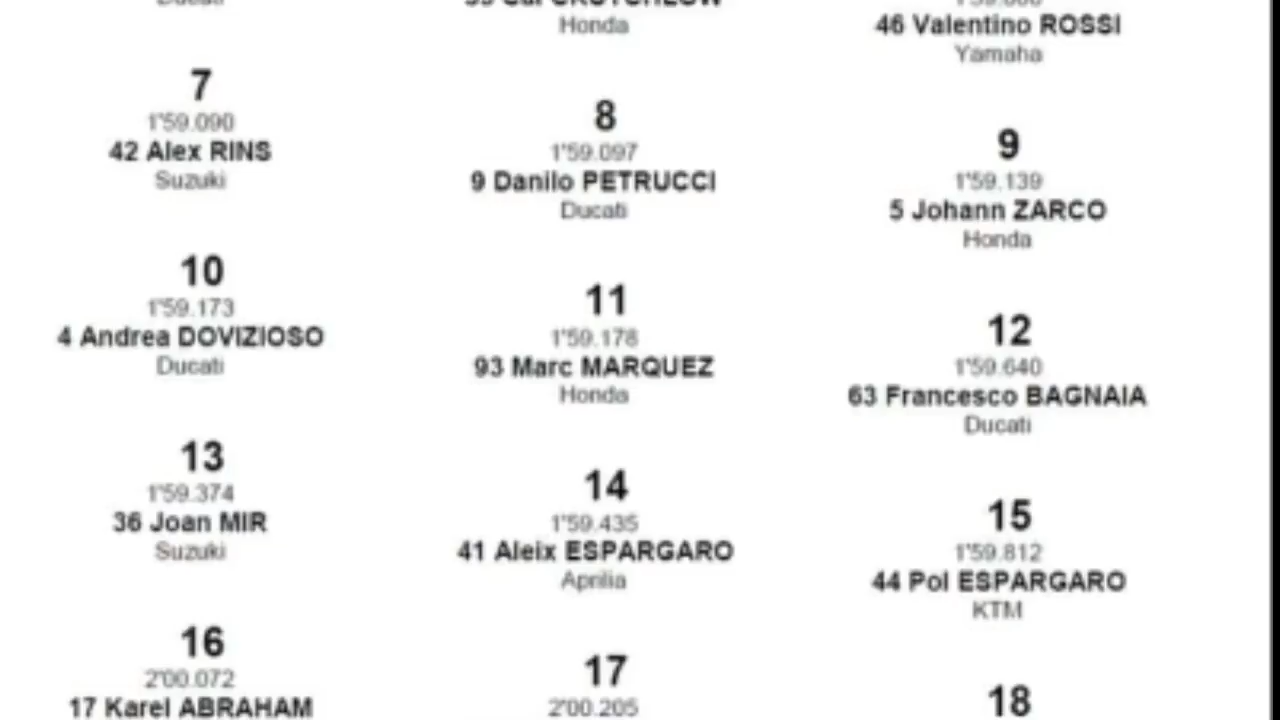 Ducati
Honda
46 Valentino ROSSI
Yamaha
7
1'59.090
42 Alex RINS
Suzuki
8
1'59.097
9 Danilo PETRUCCI
Ducati
9
1'59.139
5 Johann ZARCO
Honda
10
1'59.173
4 Andrea DOVIZIOSO
Ducati
11
1'59.178
93 Marc MARQUEZ
Honda
12
1'59.640
63 Francesco BAGNAIA
Ducati
13
1'59.374
36 Joan MIR
Suzuki
14
1'59.435
41 Aleix ESPARGARO
Aprilia
15
1'59.812
44 Pol ESPARGARO
KTM
16
2'00.072
17 Karel ABRAHAM
17
2'00.205
18